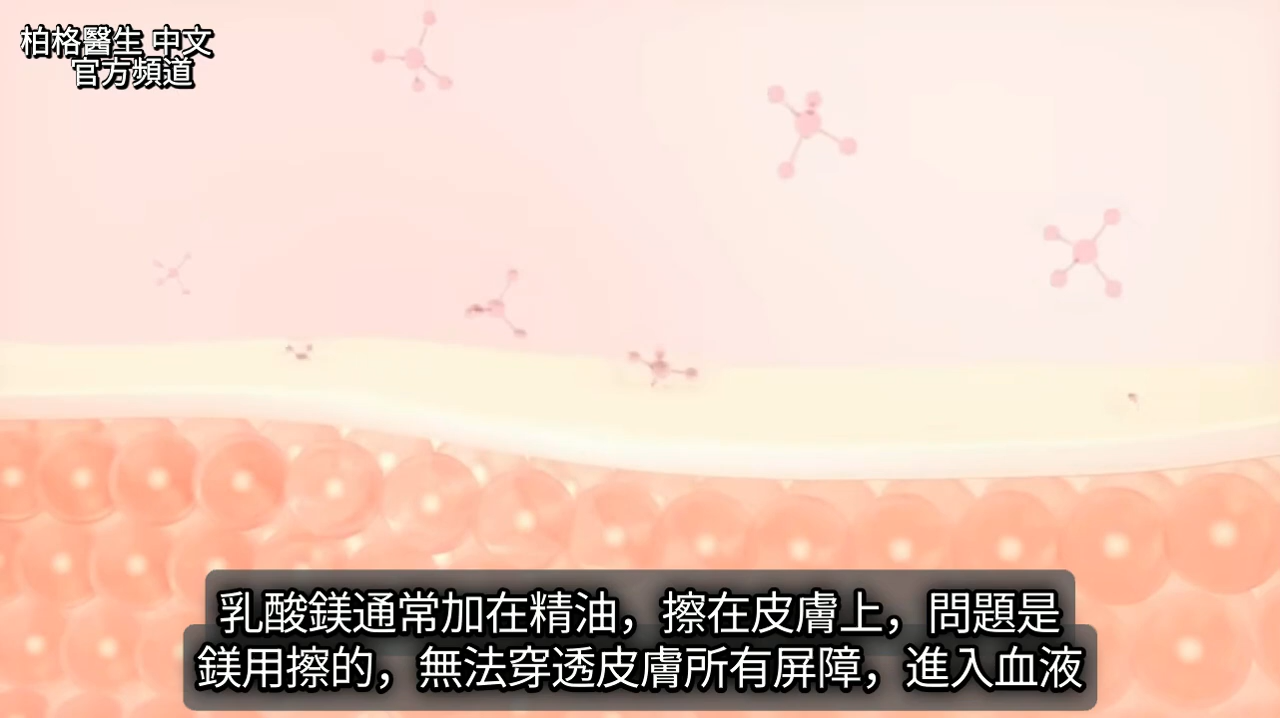 柏格醫生 中文
官方頻道
乳酸鎂通常加在精油，擦在皮膚上，問題是
鎂用擦的，無法穿透皮膚所有屏障，進入血液